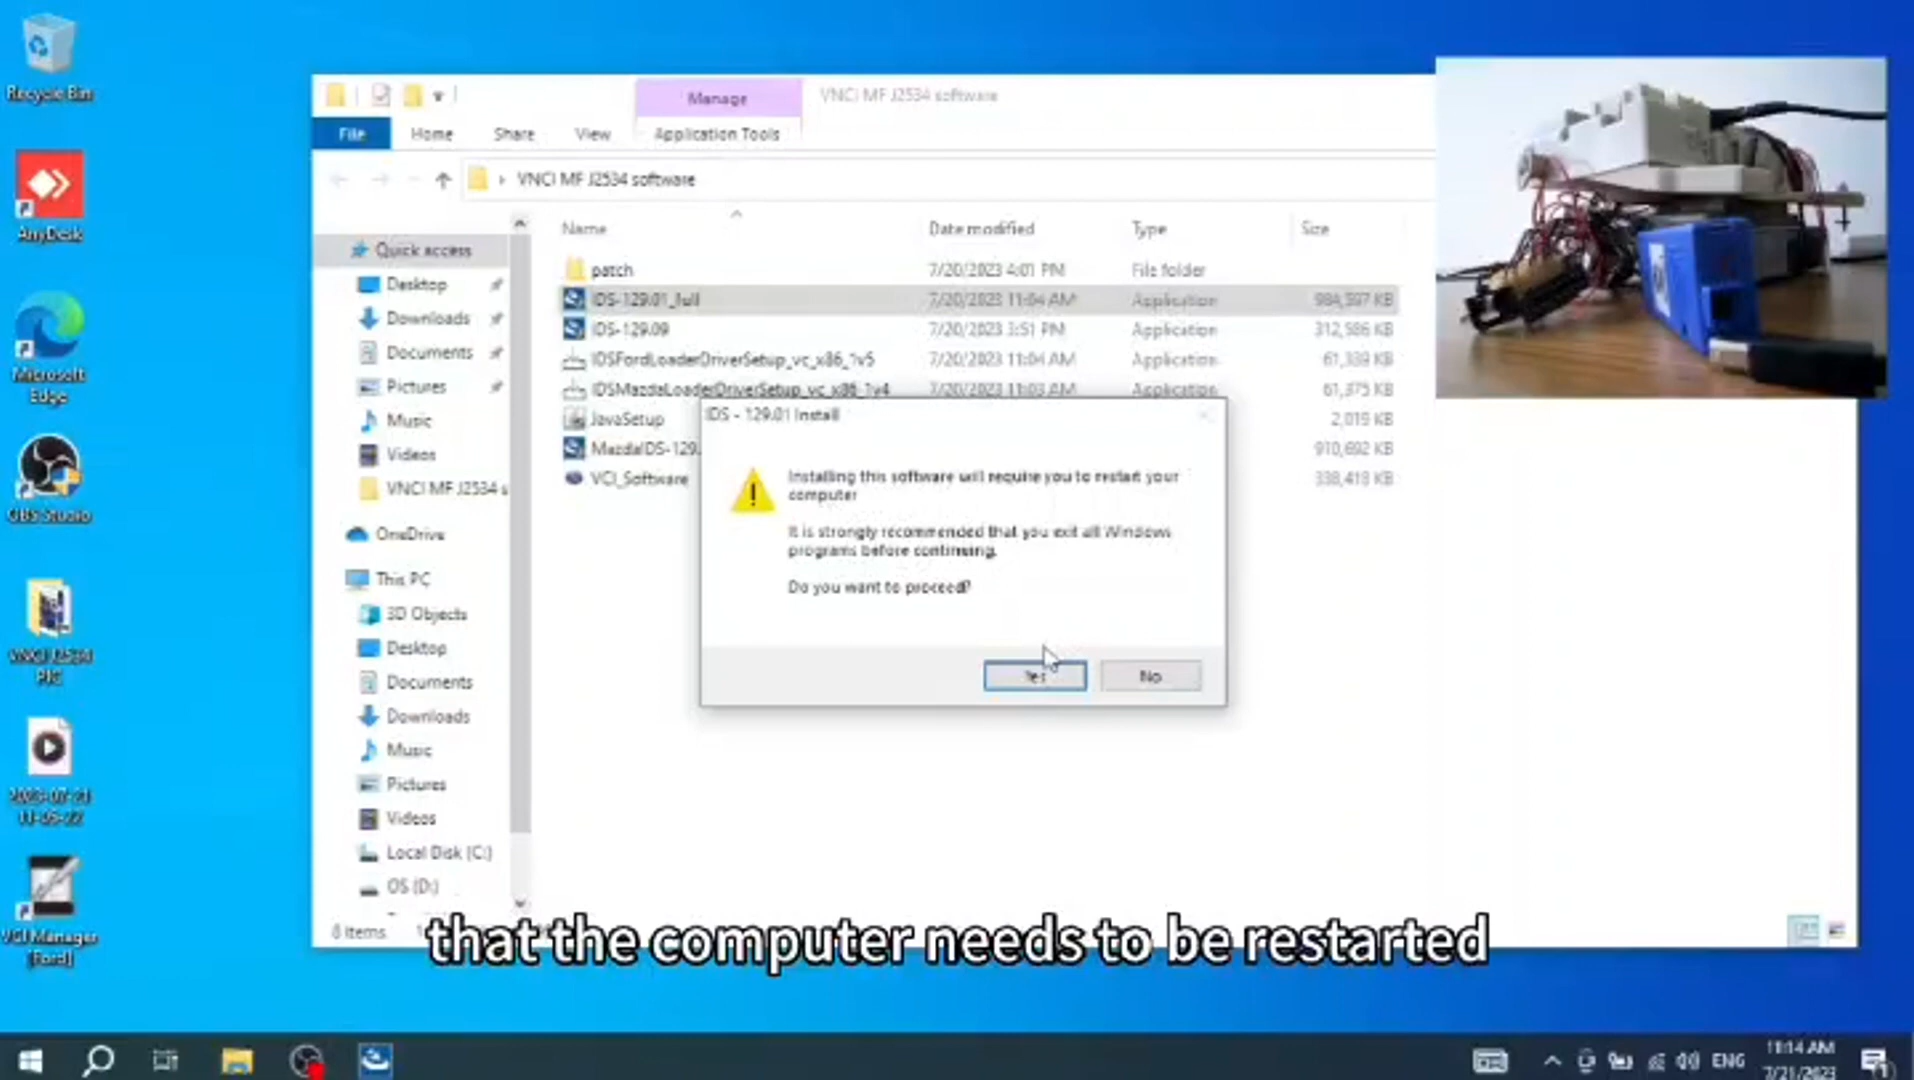 Recycle Bin
AnyDesk
Microsoft
Edge
OBS Studio
VNCI J2534
PIC
2023-07-21
11-05-22
VCI Manager
(Ford)
Manage
VNCI MF J2534 software
File
Home
Share
View
Application Tools
VNCI MF J2534 software
Name
Date modified
Type
Size
patch
7/20/2023 4:01 PM
File folder
IDS-129.01_full
7/20/2023 11:04 AM
Application
984,597 KB
IDS-129.09
7/20/2023 3:51 PM
Application
312,586 KB
IDSFordLoaderDriverSetup_vc_x86_1v5
7/20/2023 11:04 AM
Application
61,339 KB
IDSMazdaLoaderDriverSetup_vc_x86_1v4
7/20/2023 11:03 AM
Application
61,375 KB
JavaSetup
2,019 KB
MazdaIDS-129.
910,692 KB
VCI_Software
338,413 KB
Quick access
Desktop
Downloads
Documents
Pictures
Music
Videos
VNCI MF J2534 s
OneDrive
This PC
3D Objects
Desktop
Documents
Downloads
Music
Pictures
Videos
Local Disk (C:)
OS (D:)
8 items
IDS - 129.01 Install
Installing this software will require you to restart your
computer
It is strongly recommended that you exit all Windows
programs before continuing.
Do you want to proceed?
Yes
No
that the computer needs to be restarted
ENG
11:14 AM
7/21/2023
1